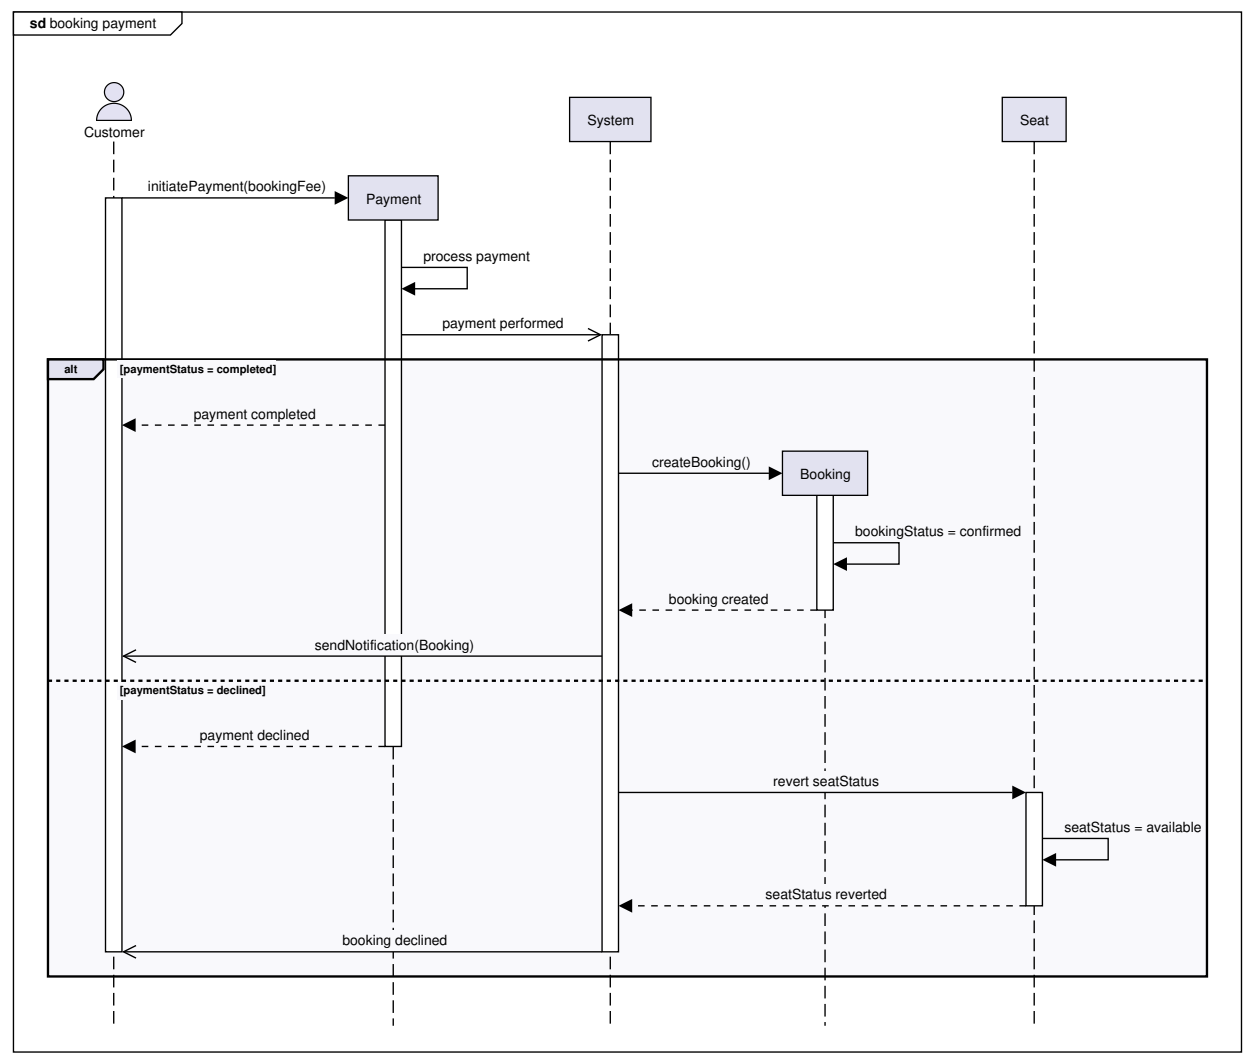 sd booking payment
Customer
System
Seat
initiatePayment(bookingFee)
Payment
process payment
payment performed
alt
[paymentStatus = completed]
payment completed
createBooking()
Booking
bookingStatus = confirmed
booking created
sendNotification(Booking)
[paymentStatus = declined]
payment declined
revert seatStatus
seatStatus = available
seatStatus reverted
booking declined